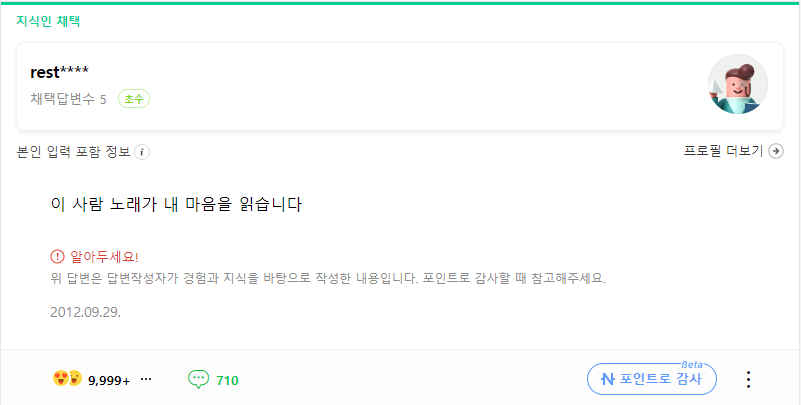 지식인 채택
rest****
채택답변수 5 초수
본인 입력 포함 정보 i
프로필 더보기
이 사람 노래가 내 마음을 읽습니다
알아두세요!
위 답변은 답변작성자가 경험과 지식을 바탕으로 작성한 내용입니다. 포인트로 감사할 때 참고해주세요.
2012.09.29.
9,999+ ··· 710
Beta
N 포인트로 감사